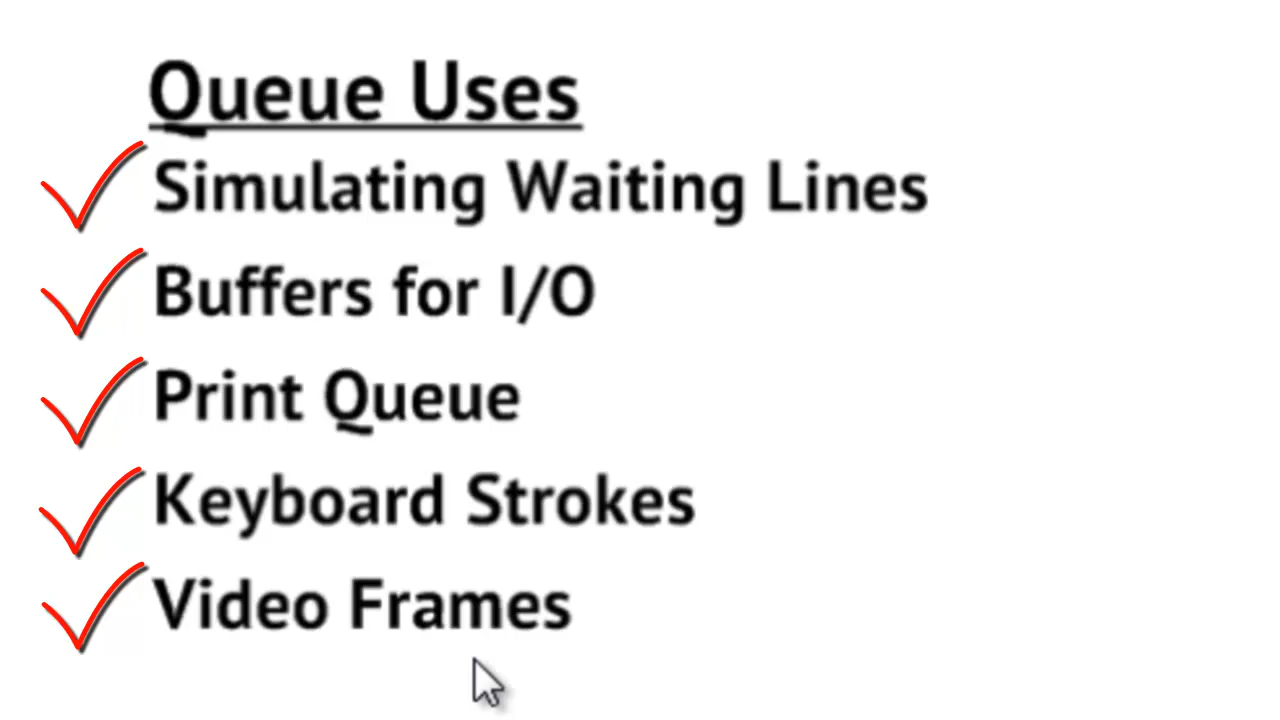 Queue Uses
Simulating Waiting Lines
Buffers for I/O
Print Queue
Keyboard Strokes
Video Frames